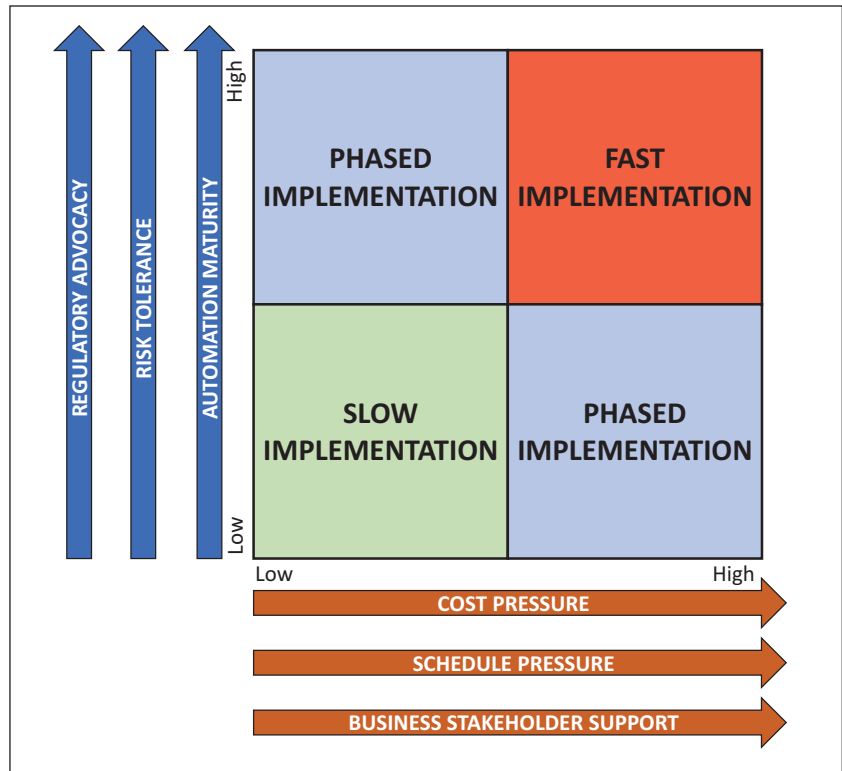 REGULATORY ADVOCACY
RISK TOLERANCE
AUTOMATION MATURITY
High
Low
PHASED
IMPLEMENTATION
FAST
IMPLEMENTATION
SLOW
IMPLEMENTATION
PHASED
IMPLEMENTATION
Low
High
COST PRESSURE
SCHEDULE PRESSURE
BUSINESS STAKEHOLDER SUPPORT